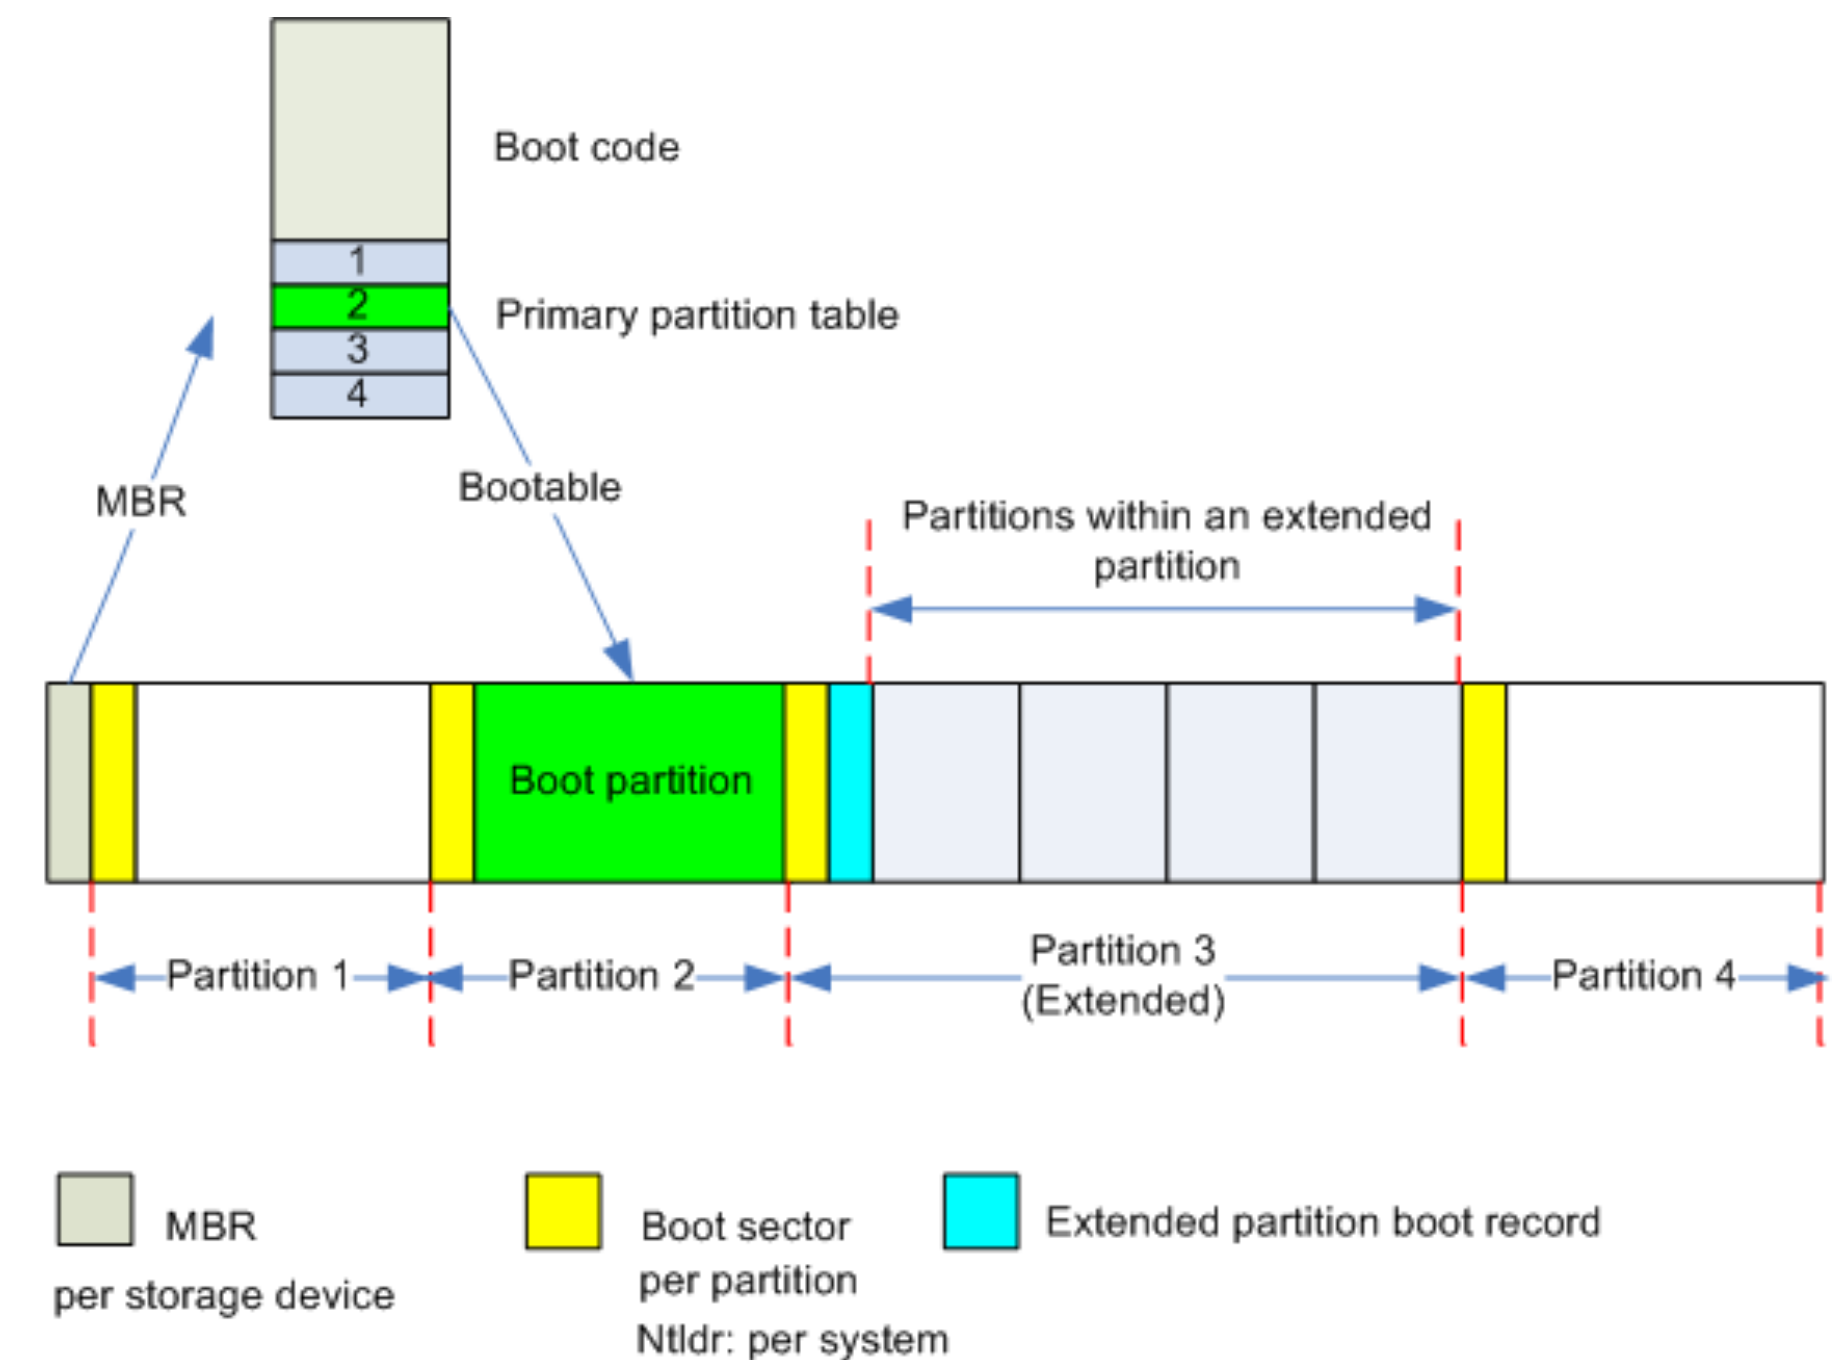 Boot code
1
2
Primary partition table
3
4
MBR
Bootable
Partitions within an extended
partition
Boot partition
Partition 1
Partition 2
Partition 3
(Extended)
Partition 4
MBR
per storage device
Boot sector
per partition
Ntldr: per system
Extended partition boot record